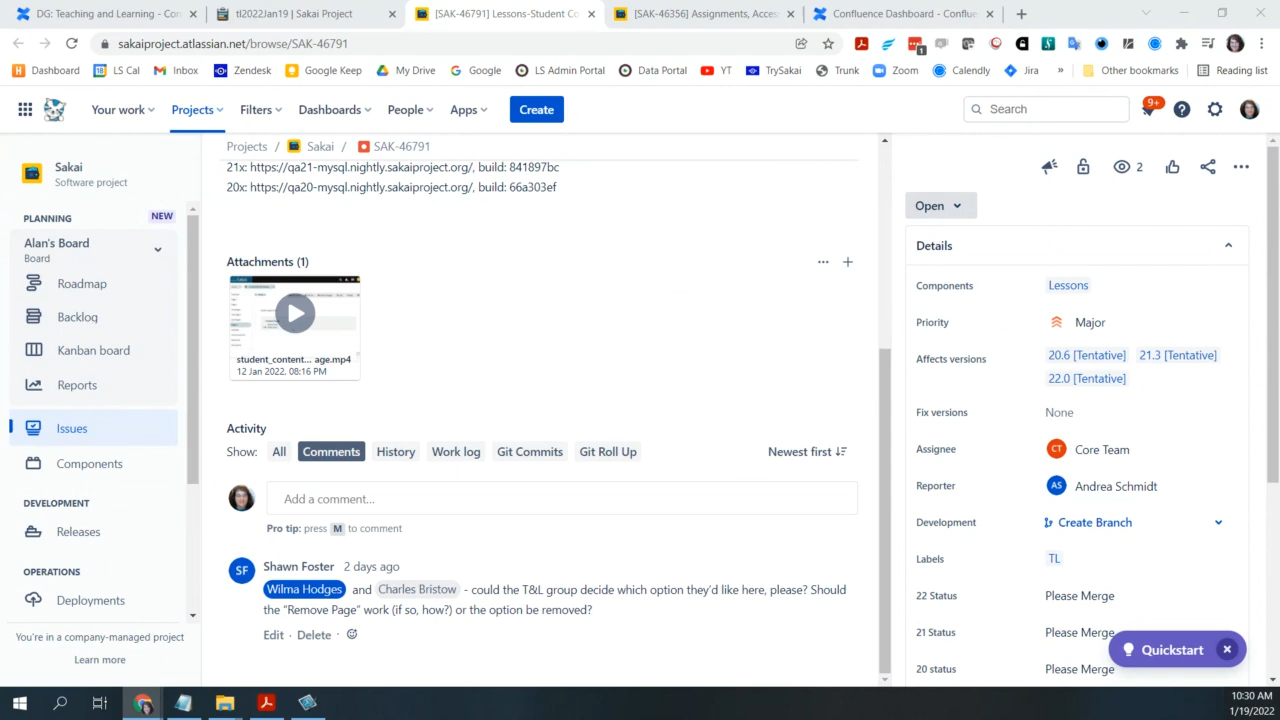 DG: Teaching and Learning - Con
tl2022Jan19 | Sakai Project
[SAK-46791] Lessons-Student Co
[SAK-46356] Assignments, Acces
Confluence Dashboard - Conflue
sakaiproject.atlassian.net/browse/SAK-46791
1
Dashboard
LS Cal
Inbox
Zendesk
Google Keep
My Drive
Google
LS Admin Portal
Data Portal
YT
TrySakai
Trunk
Zoom
Calendly
Jira
»
Other bookmarks
Reading list
Your work
Projects
Filters
Dashboards
People
Apps
Create
Search
9+
Projects / Sakai / SAK-46791
21x: https://qa21-mysql.nightly.sakaiproject.org/, build: 841897bc
20x: https://qa20-mysql.nightly.sakaiproject.org/, build: 66a303ef
Sakai
Software project
PLANNING
NEW
Alan's Board
Board
Roadmap
Backlog
Kanban board
Reports
Issues
Components
DEVELOPMENT
Releases
OPERATIONS
Deployments
You're in a company-managed project
Learn more
Attachments (1)
student_content... age.mp4
12 Jan 2022, 08:16 PM
Activity
Show: All Comments History Work log Git Commits Git Roll Up
Newest first
Add a comment...
Pro tip: press M to comment
SF
Shawn Foster 2 days ago
Wilma Hodges and Charles Bristow - could the T&L group decide which option they'd like here, please? Should
the "Remove Page" work (if so, how?) or the option be removed?
Edit · Delete ·
2
Open
Details
Components Lessons
Priority Major
Affects versions 20.6 [Tentative] 21.3 [Tentative]
22.0 [Tentative]
Fix versions None
Assignee CT Core Team
Reporter AS Andrea Schmidt
Development Create Branch
Labels TL
22 Status Please Merge
21 Status Please Merge
20 status Please Merge
Quickstart
10:30 AM
1/19/2022